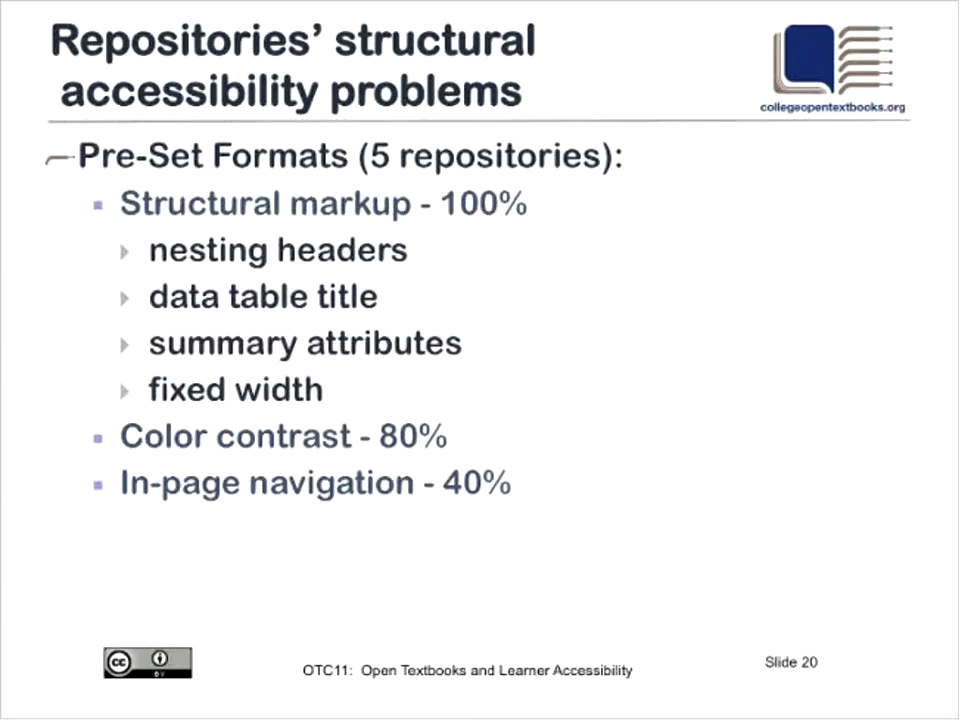 Repositories' structural
accessibility problems
collegeopentextbooks.org
Pre-Set Formats (5 repositories):
Structural markup - 100%
nesting headers
data table title
summary attributes
fixed width
Color contrast - 80%
In-page navigation - 40%
cc
BY
OTC11: Open Textbooks and Learner Accessibility
Slide 20